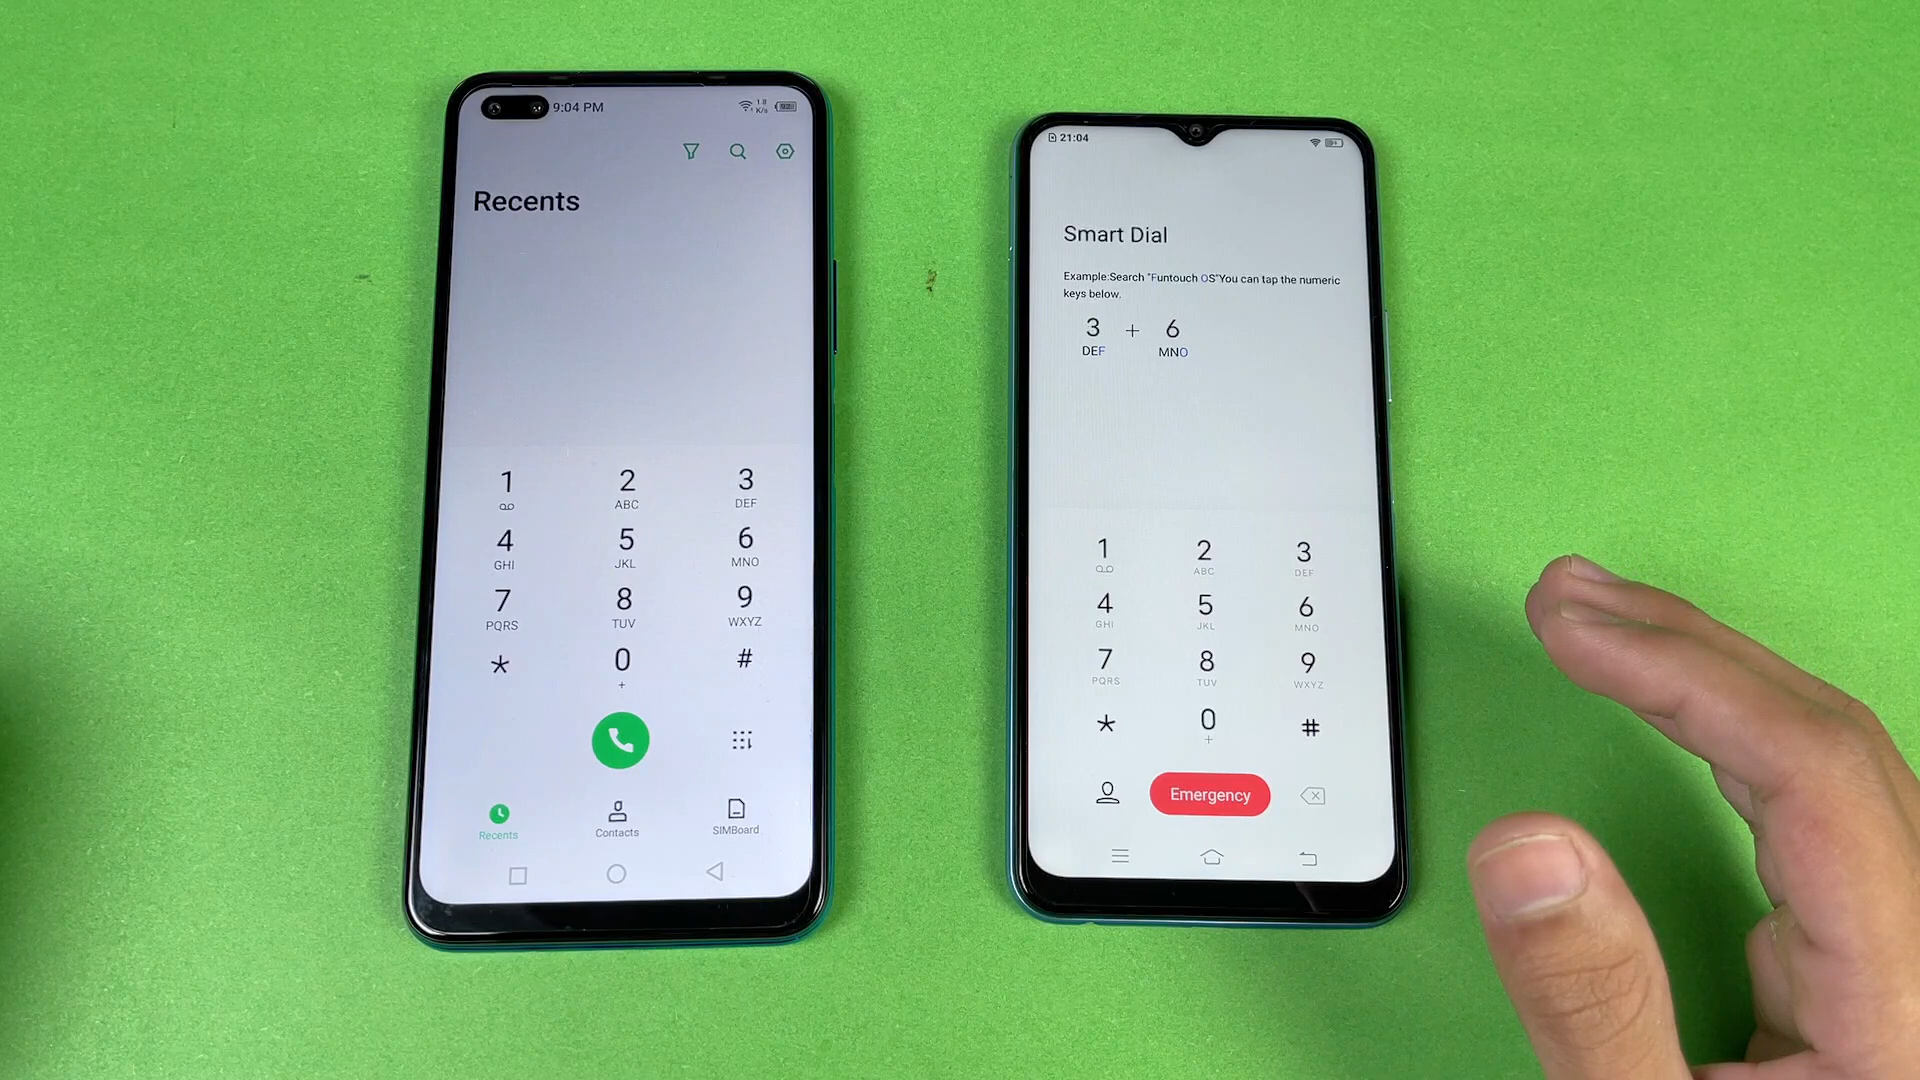 9:04 PM
1.8
K/s
Recents
1
2
ABC
3
DEF
4
GHI
5
JKL
6
MNO
7
PQRS
8
TUV
9
WXYZ
*
0
+
#
Recents
Contacts
SIMBoard
21:04
Smart Dial
Example:Search "Funtouch OS"You can tap the numeric
keys below.
3 + 6
DEF MNO
1
2
ABC
3
DEF
4
GHI
5
JKL
6
MNO
7
PQRS
8
TUV
9
WXYZ
*
0
+
#
Emergency